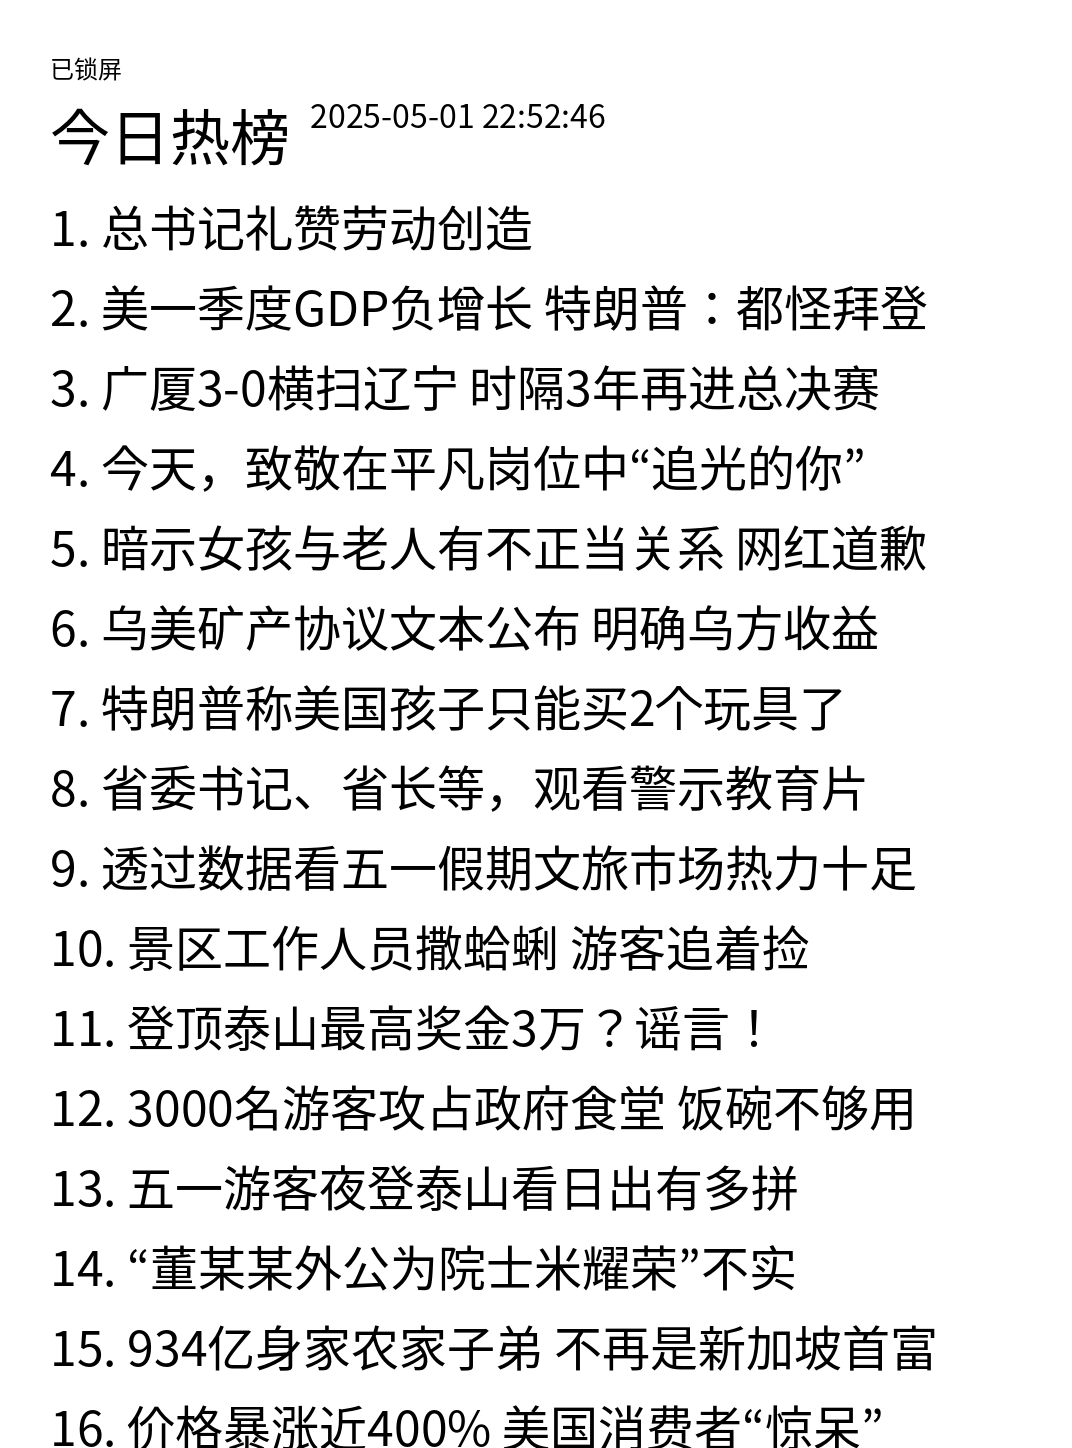 已锁屏
今日热榜 2025-05-01 22:52:46
1. 总书记礼赞劳动创造
2. 美一季度GDP负增长 特朗普：都怪拜登
3. 广厦3-0横扫辽宁 时隔3年再进总决赛
4. 今天，致敬在平凡岗位中“追光的你”
5. 暗示女孩与老人有不正当关系 网红道歉
6. 乌美矿产协议文本公布 明确乌方收益
7. 特朗普称美国孩子只能买2个玩具了
8. 省委书记、省长等，观看警示教育片
9. 透过数据看五一假期文旅市场热力十足
10. 景区工作人员撒蛤蜊 游客追着捡
11. 登顶泰山最高奖金3万？谣言！
12. 3000名游客攻占政府食堂 饭碗不够用
13. 五一游客夜登泰山看日出有多拼
14. “董某某外公为院士米耀荣”不实
15. 934亿身家农家子弟 不再是新加坡首富
16. 价格暴涨近400% 美国消费者“惊呆”